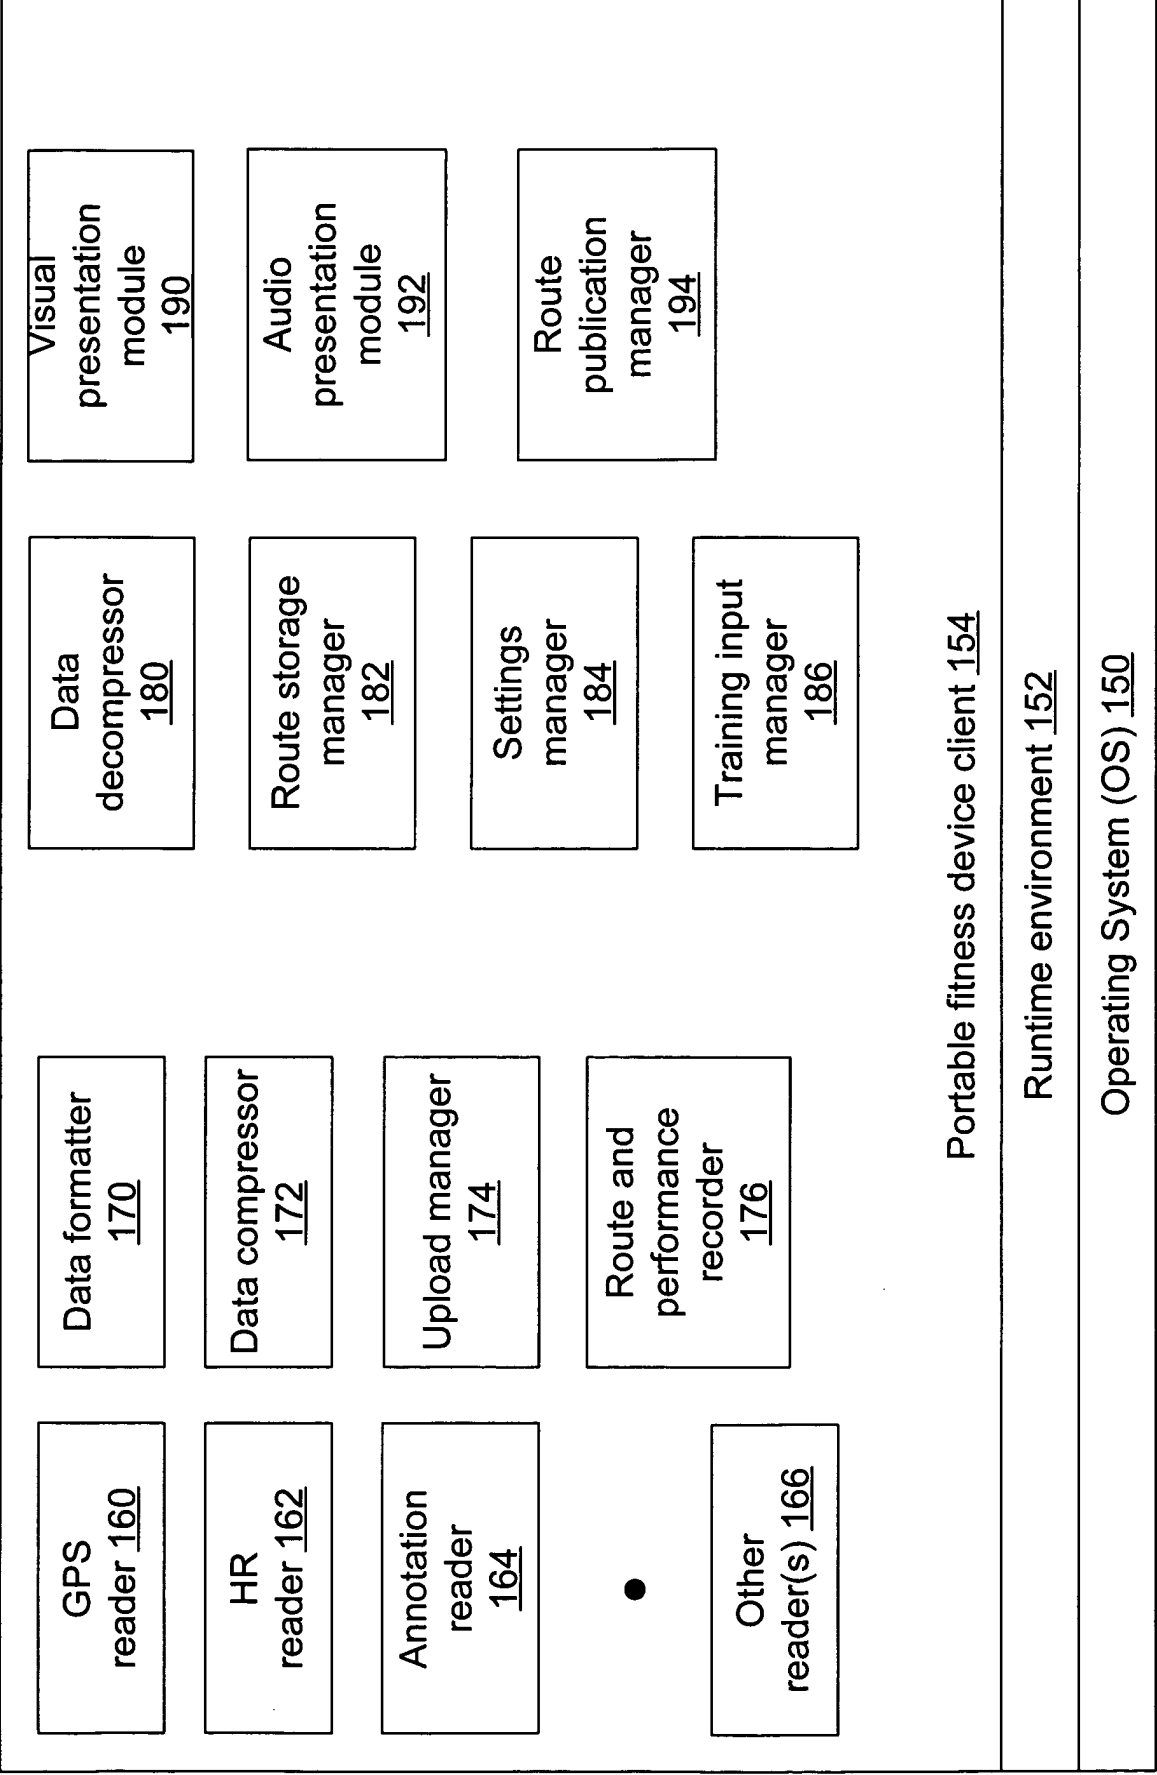 GPS
reader 160
HR
reader 162
Annotation
reader
164
Other
reader(s) 166
Data formatter
170
Data compressor
172
Upload manager
174
Route and
performance
recorder
176
Data
decompressor
180
Route storage
manager
182
Settings
manager
184
Training input
manager
186
Visual
presentation
module
190
Audio
presentation
module
192
Route
publication
manager
194
Portable fitness device client 154
Runtime environment 152
Operating System (OS) 150